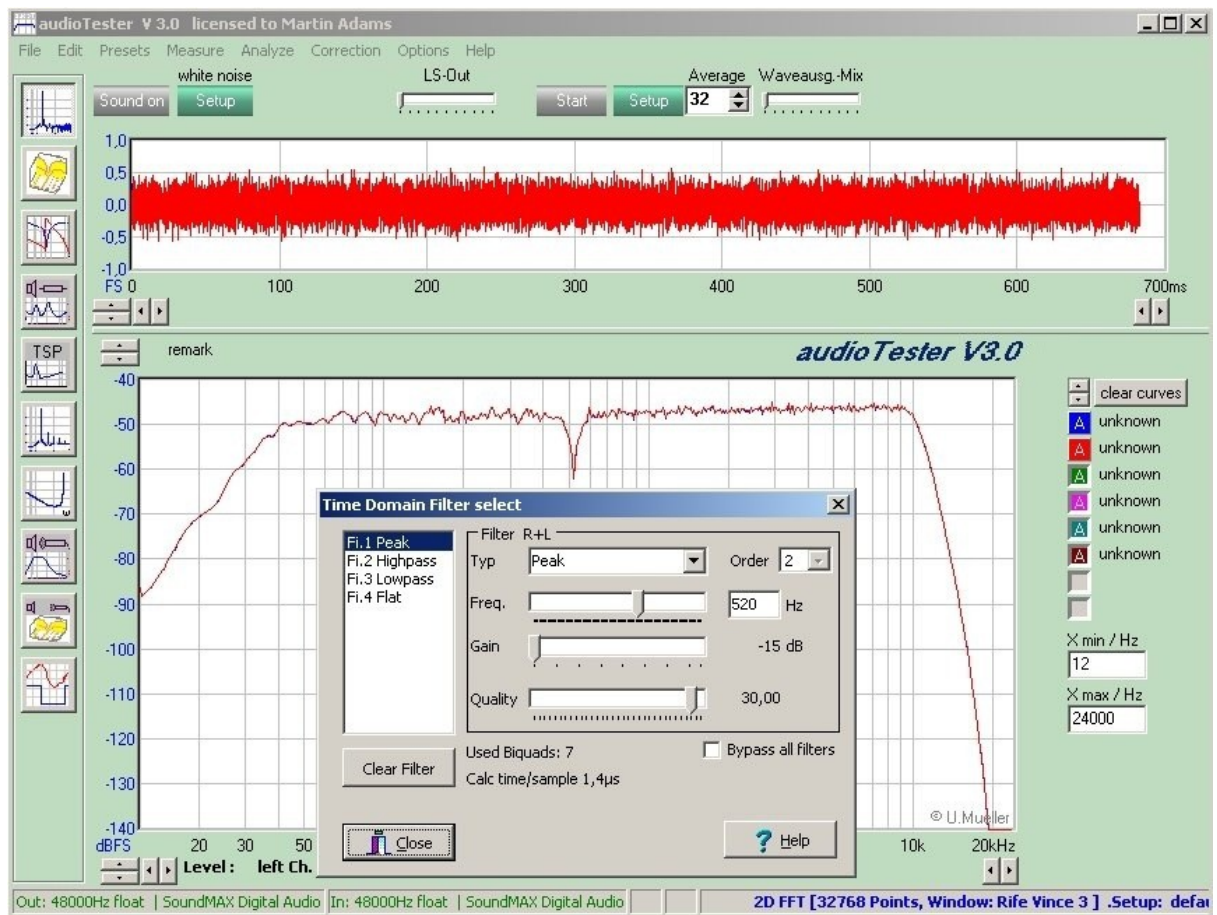 audioTester V 3.0 licensed to Martin Adams
File Edit Presets Measure Analyze Correction Options Help
white noise
LS-Out
Average Waveausg.-Mix
Sound on
Setup
Start
Setup
32
1,0
0,5
0,0
-0,5
-1,0
FS 0 100 200 300 400 500 600 700ms
TSP
remark
audioTester V3.0
clear curves
A unknown
A unknown
A unknown
A unknown
A unknown
A unknown
X min / Hz
12
X max / Hz
24000
-40
-50
-60
-70
-80
-90
-100
-110
-120
-130
-140
dBFS 20 30 50 10k 20kHz
© U.Mueller
Level : left Ch.
Time Domain Filter select
Fi.1 Peak
Fi.2 Highpass
Fi.3 Lowpass
Fi.4 Flat
Filter R+L
Typ Peak Order 2
Freq. 520 Hz
Gain -15 dB
Quality 30,00
Used Biquads: 7
Bypass all filters
Calc time/sample 1,4µs
Clear Filter
Close
Help
Out: 48000Hz float | SoundMAX Digital Audio In: 48000Hz float | SoundMAX Digital Audio 2D FFT [32768 Points, Window: Rife Vince 3 ] .Setup: defau